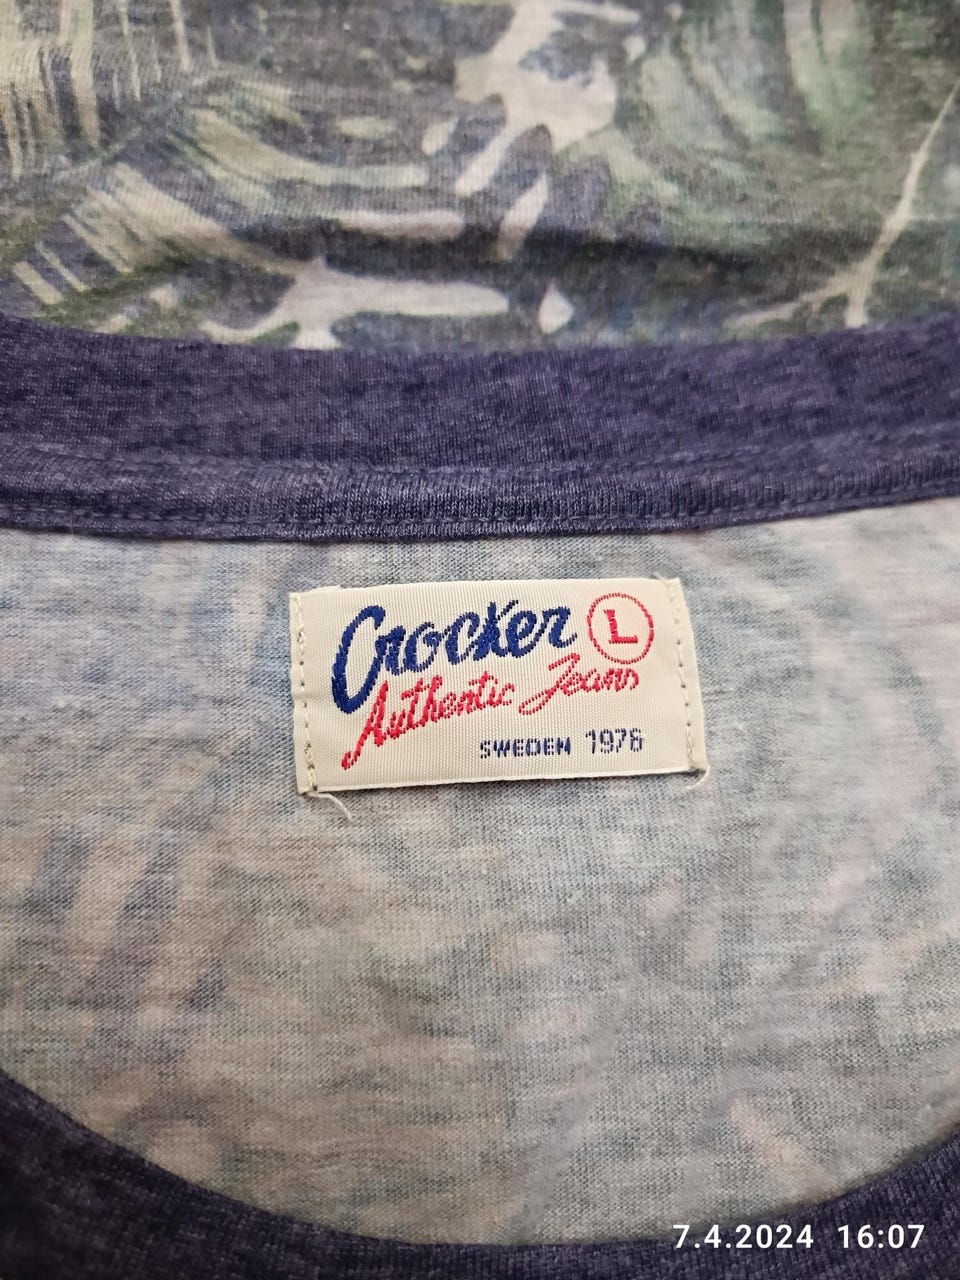 Crocker L
Authentic Jeans
SWEDEN 1976
7.4.2024 16:07